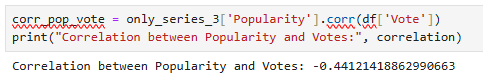 corr_pop_vote = only_series_3['Popularity'].corr(df['Vote'])
print("Correlation between Popularity and Votes:", correlation)
Correlation between Popularity and Votes: -0.44121418862990663